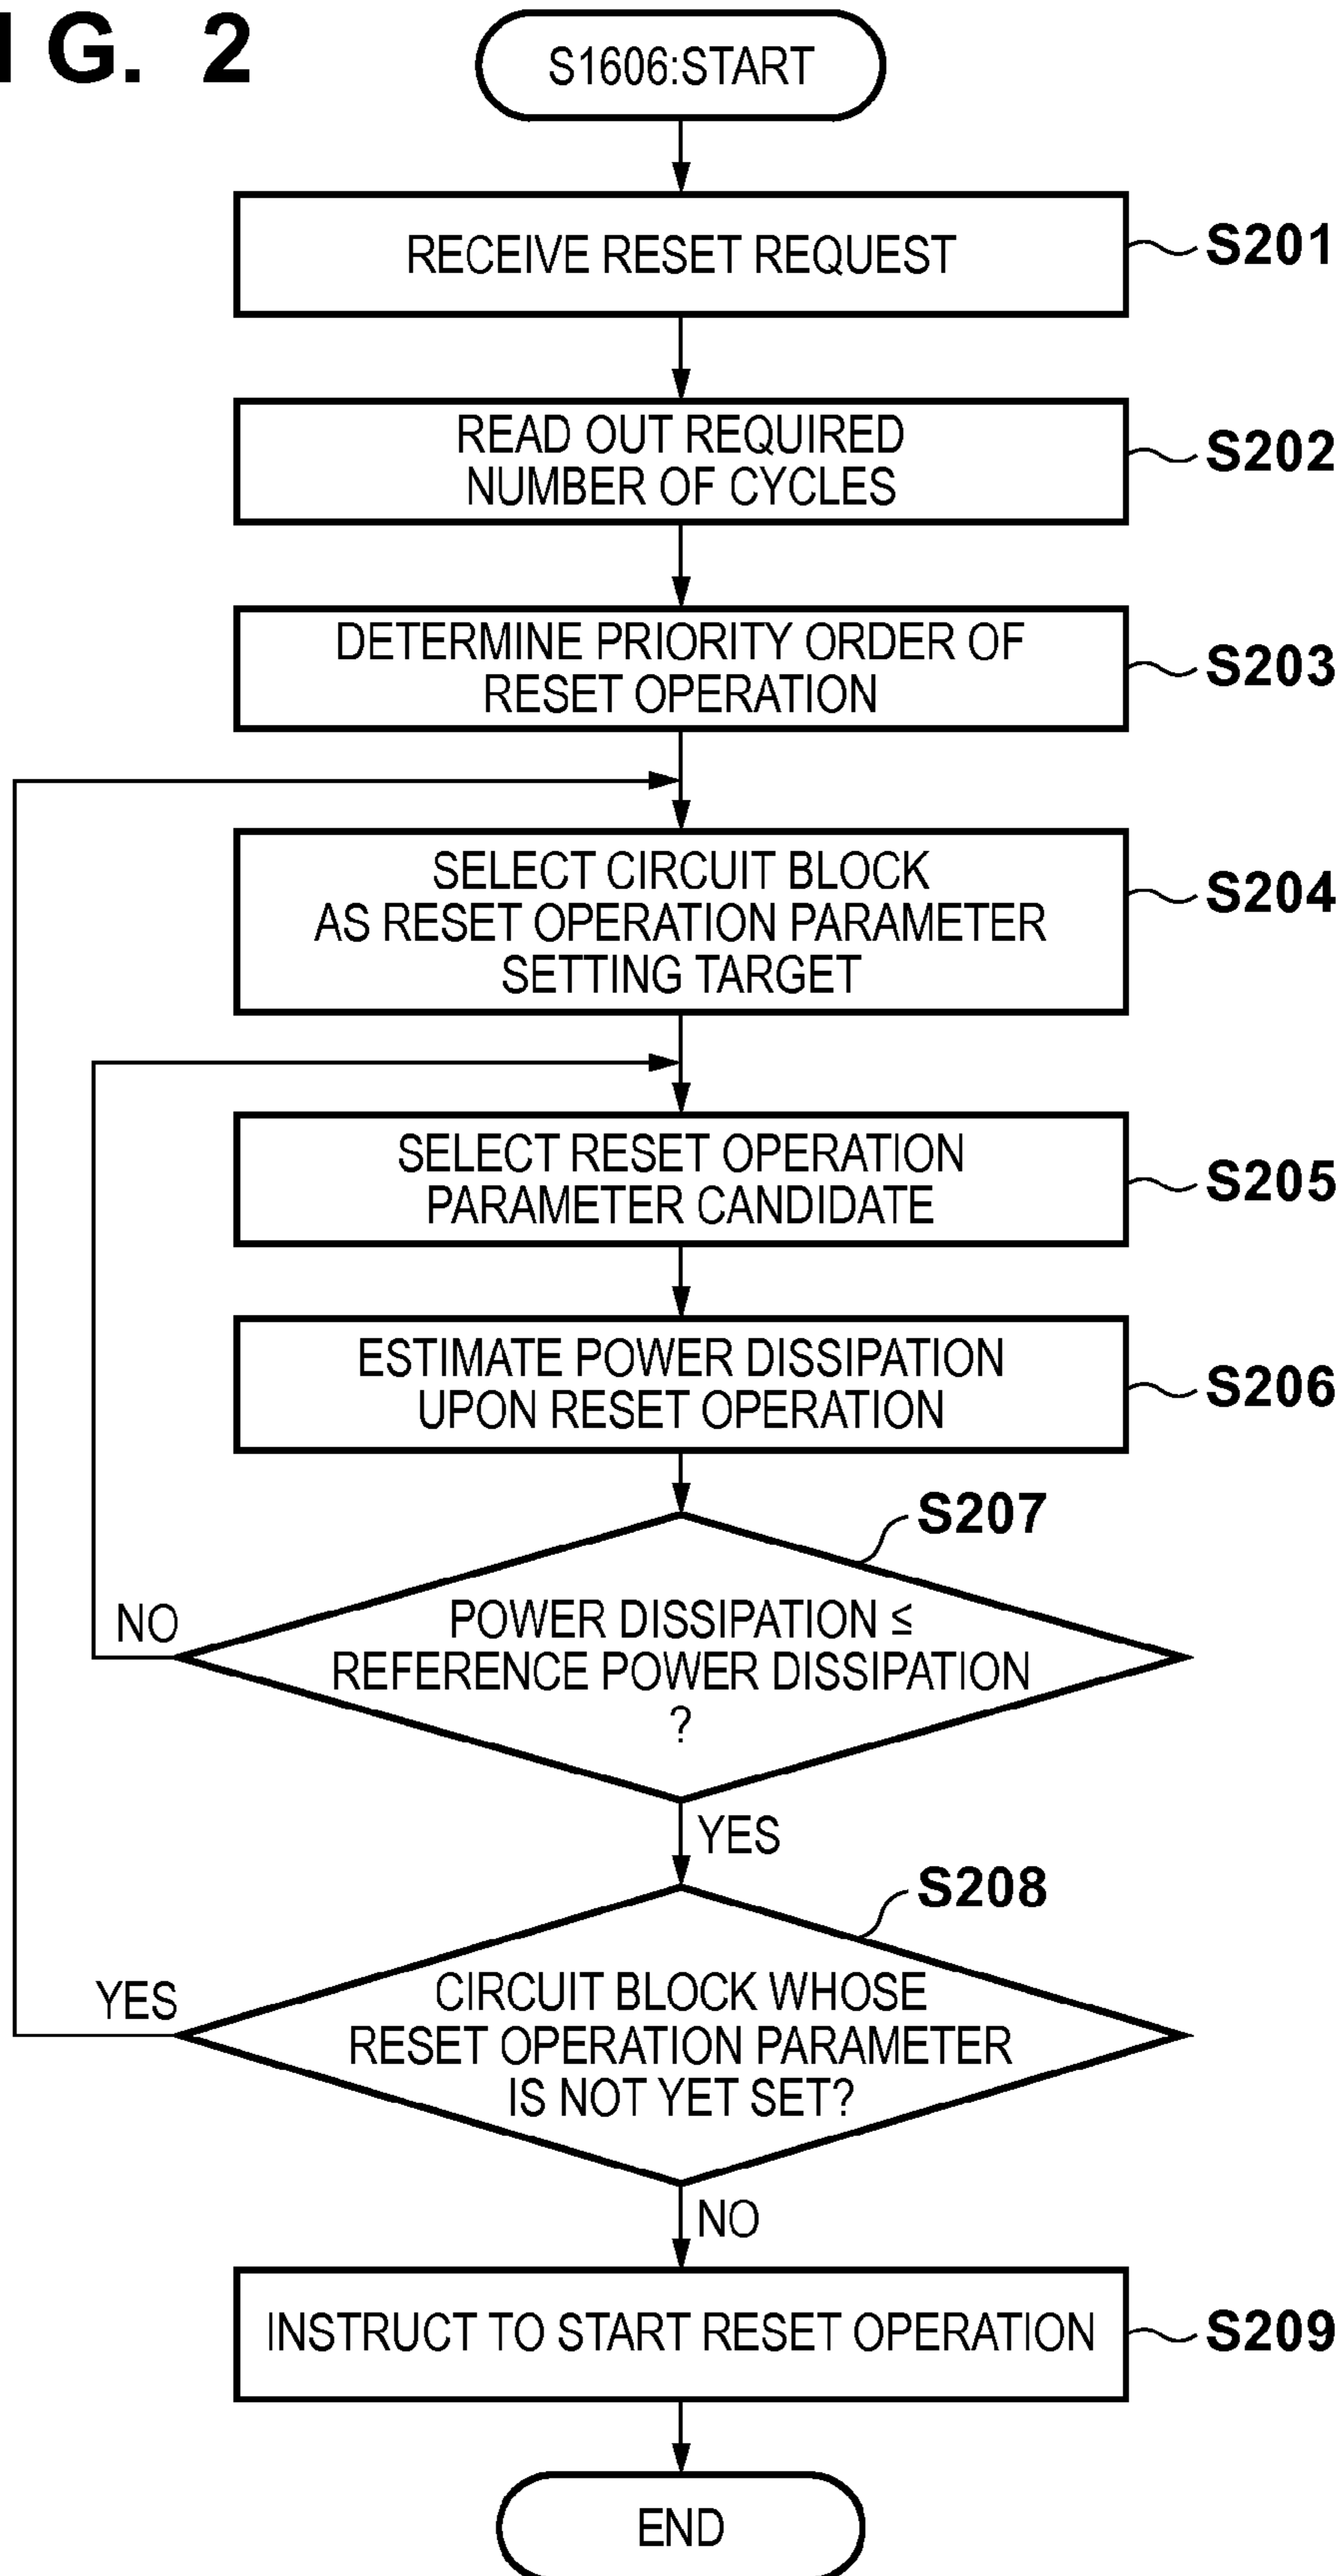 I G. 2
S1606:START
RECEIVE RESET REQUEST
S201
READ OUT REQUIRED
NUMBER OF CYCLES
S202
DETERMINE PRIORITY ORDER OF
RESET OPERATION
S203
SELECT CIRCUIT BLOCK
AS RESET OPERATION PARAMETER
SETTING TARGET
S204
SELECT RESET OPERATION
PARAMETER CANDIDATE
S205
ESTIMATE POWER DISSIPATION
UPON RESET OPERATION
S206
S207
NO
POWER DISSIPATION ≤
REFERENCE POWER DISSIPATION
?
YES
S208
YES
CIRCUIT BLOCK WHOSE
RESET OPERATION PARAMETER
IS NOT YET SET?
NO
INSTRUCT TO START RESET OPERATION
S209
END